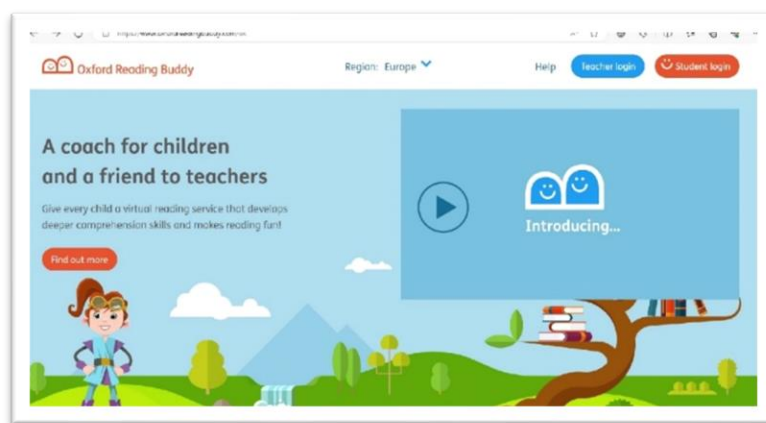 Oxford Reading Buddy
Region: Europe
Help
Teacher login
Student login
A coach for children
and a friend to teachers
Give every child a virtual reading service that develops
deeper comprehension skills and makes reading fun!
Find out more
Introducing...